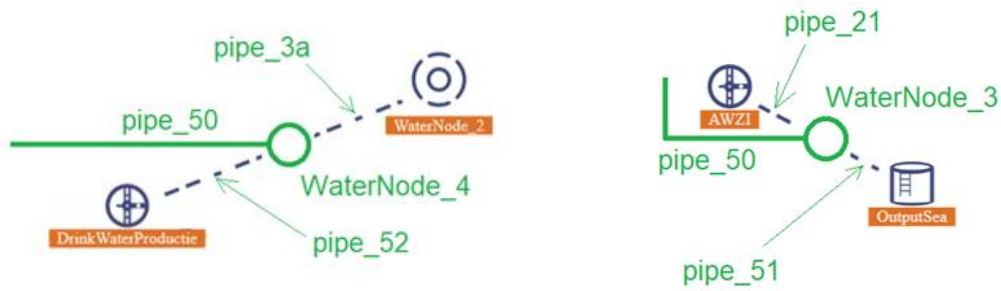 pipe_3a
pipe_50
WaterNode_2
WaterNode_4
DrinkWaterProductie
pipe_52
pipe_21
AWZI
WaterNode_3
pipe_50
OutputSea
pipe_51